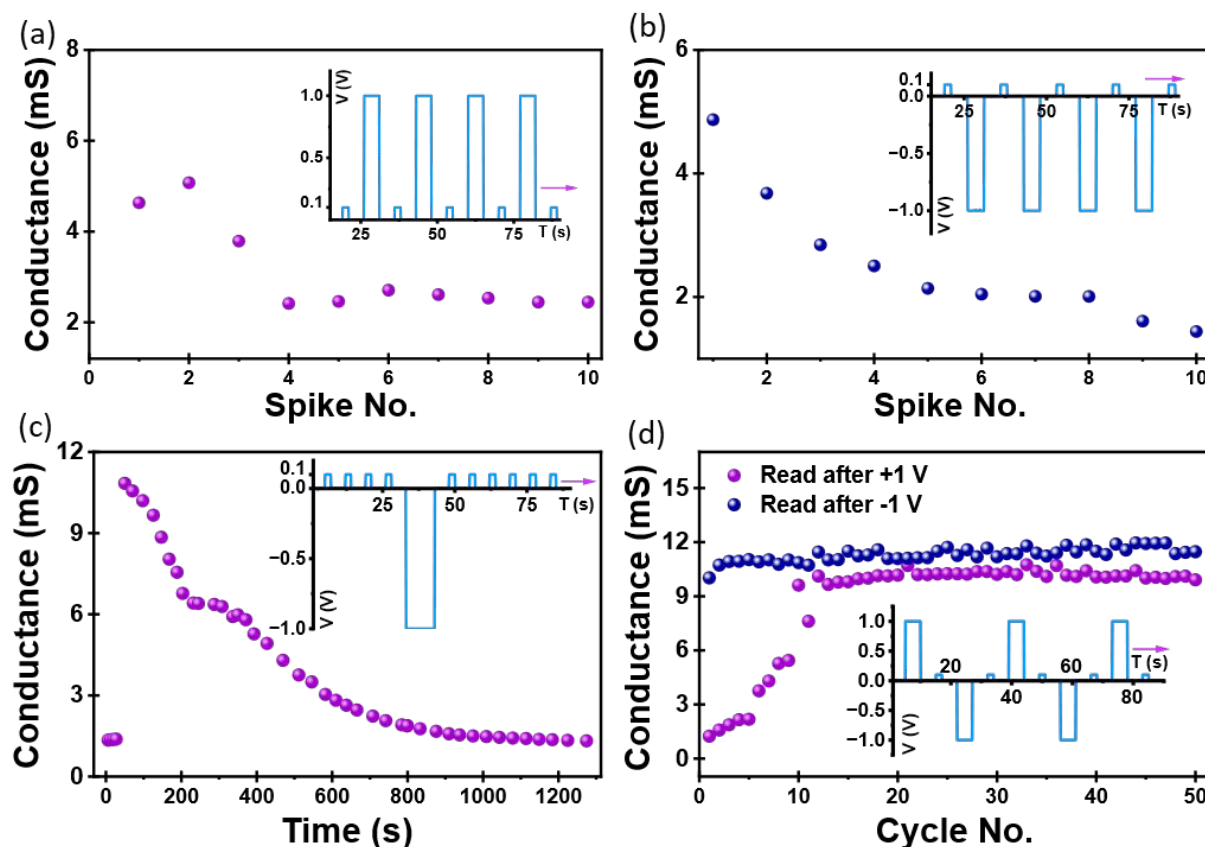 (a)
Conductance (mS)
8
6
4
2
0 2 4 6 8 10
Spike No.
V (V)
1.0
0.5
0.1
25 50 75 T (s)
(b)
Conductance (mS)
6
4
2
2 4 6 8 10
Spike No.
0.1
0.0
−0.5
−1.0
V (V)
25 50 75 T (s)
(c)
Conductance (mS)
12
9
6
3
0
0 200 400 600 800 1000 1200
Time (s)
0.1
0.0
−0.5
−1.0
V (V)
25 50 75 T (s)
(d)
Conductance (mS)
15
12
9
6
3
0
0 10 20 30 40 50
Cycle No.
Read after +1 V
Read after -1 V
1.0
0.5
0.1
0.0
−0.5
−1.0
V (V)
20 40 60 80 T (s)